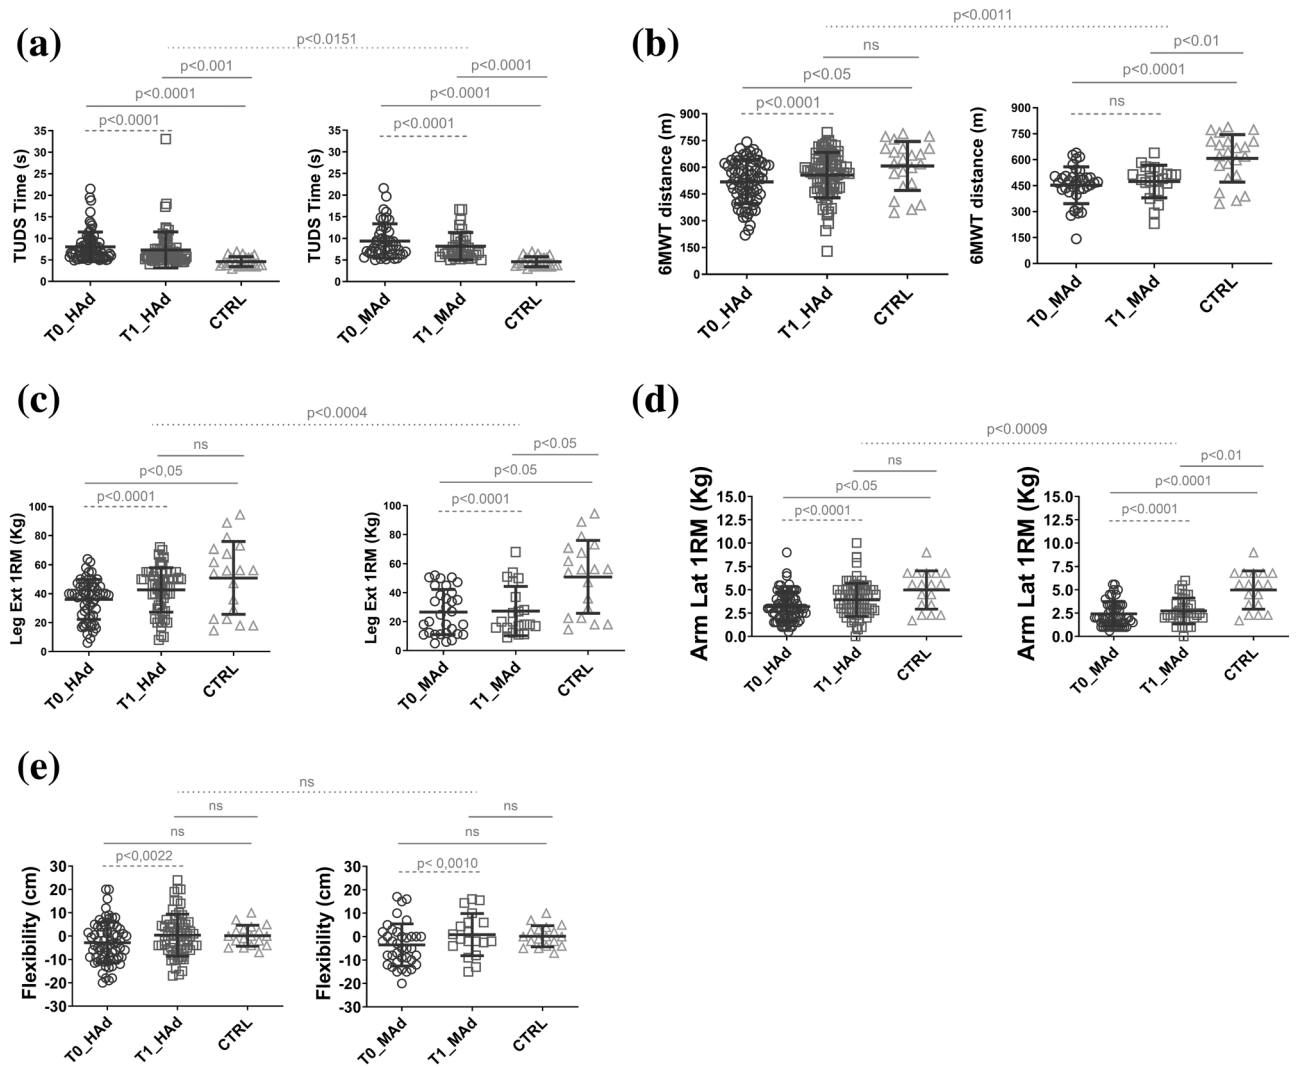 (a)
p<0.0151
p<0.001
p<0.0001
p<0.0001
p<0.0001
p<0.0001
p<0.0001
TUDS Time (s)
35
30
25
20
15
10
5
0
T0_HAd
T1_HAd
CTRL
TUDS Time (s)
35
30
25
20
15
10
5
0
T0_MAd
T1_MAd
CTRL
(b)
p<0.0011
ns
p<0.05
p<0.0001
p<0.01
p<0.0001
ns
6MWT distance (m)
900
750
600
450
300
150
0
T0_HAd
T1_HAd
CTRL
6MWT distance (m)
900
750
600
450
300
150
0
T0_MAd
T1_MAd
CTRL
(c)
p<0.0004
ns
p<0,05
p<0.0001
p<0.05
p<0.05
p<0.0001
Leg Ext 1RM (Kg)
100
80
60
40
20
0
T0_HAd
T1_HAd
CTRL
Leg Ext 1RM (Kg)
100
80
60
40
20
0
T0_MAd
T1_MAd
CTRL
(d)
p<0.0009
ns
p<0.05
p<0.0001
p<0.01
p<0.0001
p<0.0001
Arm Lat 1RM (Kg)
15.0
12.5
10.0
7.5
5.0
2.5
0.0
T0_HAd
T1_HAd
CTRL
Arm Lat 1RM (Kg)
15.0
12.5
10.0
7.5
5.0
2.5
0.0
T0_MAd
T1_MAd
CTRL
(e)
ns
ns
ns
p<0,0022
ns
ns
p< 0,0010
Flexibility (cm)
30
20
10
0
-10
-20
-30
T0_HAd
T1_HAd
CTRL
Flexibility (cm)
30
20
10
0
-10
-20
-30
T0_MAd
T1_MAd
CTRL